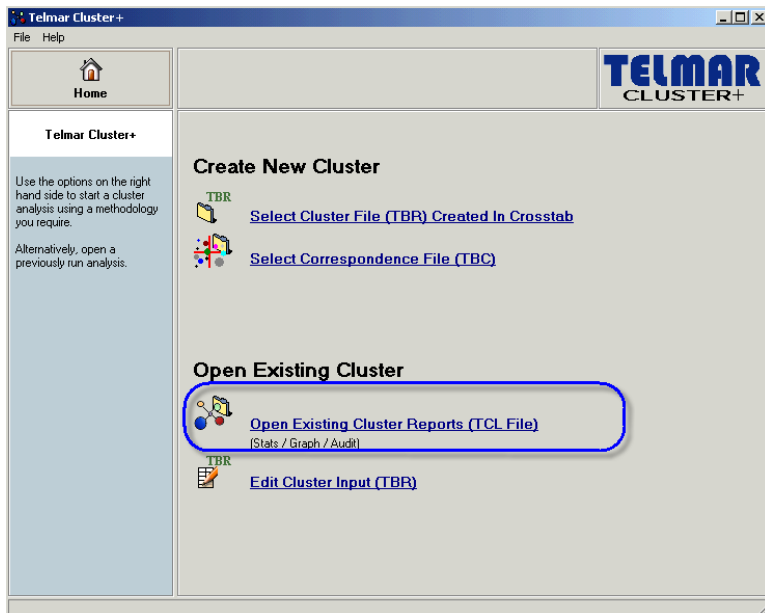 Telmar Cluster+
File Help
Home
TELMAR
CLUSTER+
Telmar Cluster+
Use the options on the right
hand side to start a cluster
analysis using a methodology
you require.
Alternatively, open a
previously run analysis.
Create New Cluster
TBR
Select Cluster File (TBR) Created In Crosstab
Select Correspondence File (TBC)
Open Existing Cluster
Open Existing Cluster Reports (TCL File)
(Stats / Graph / Audit)
TBR
Edit Cluster Input (TBR)